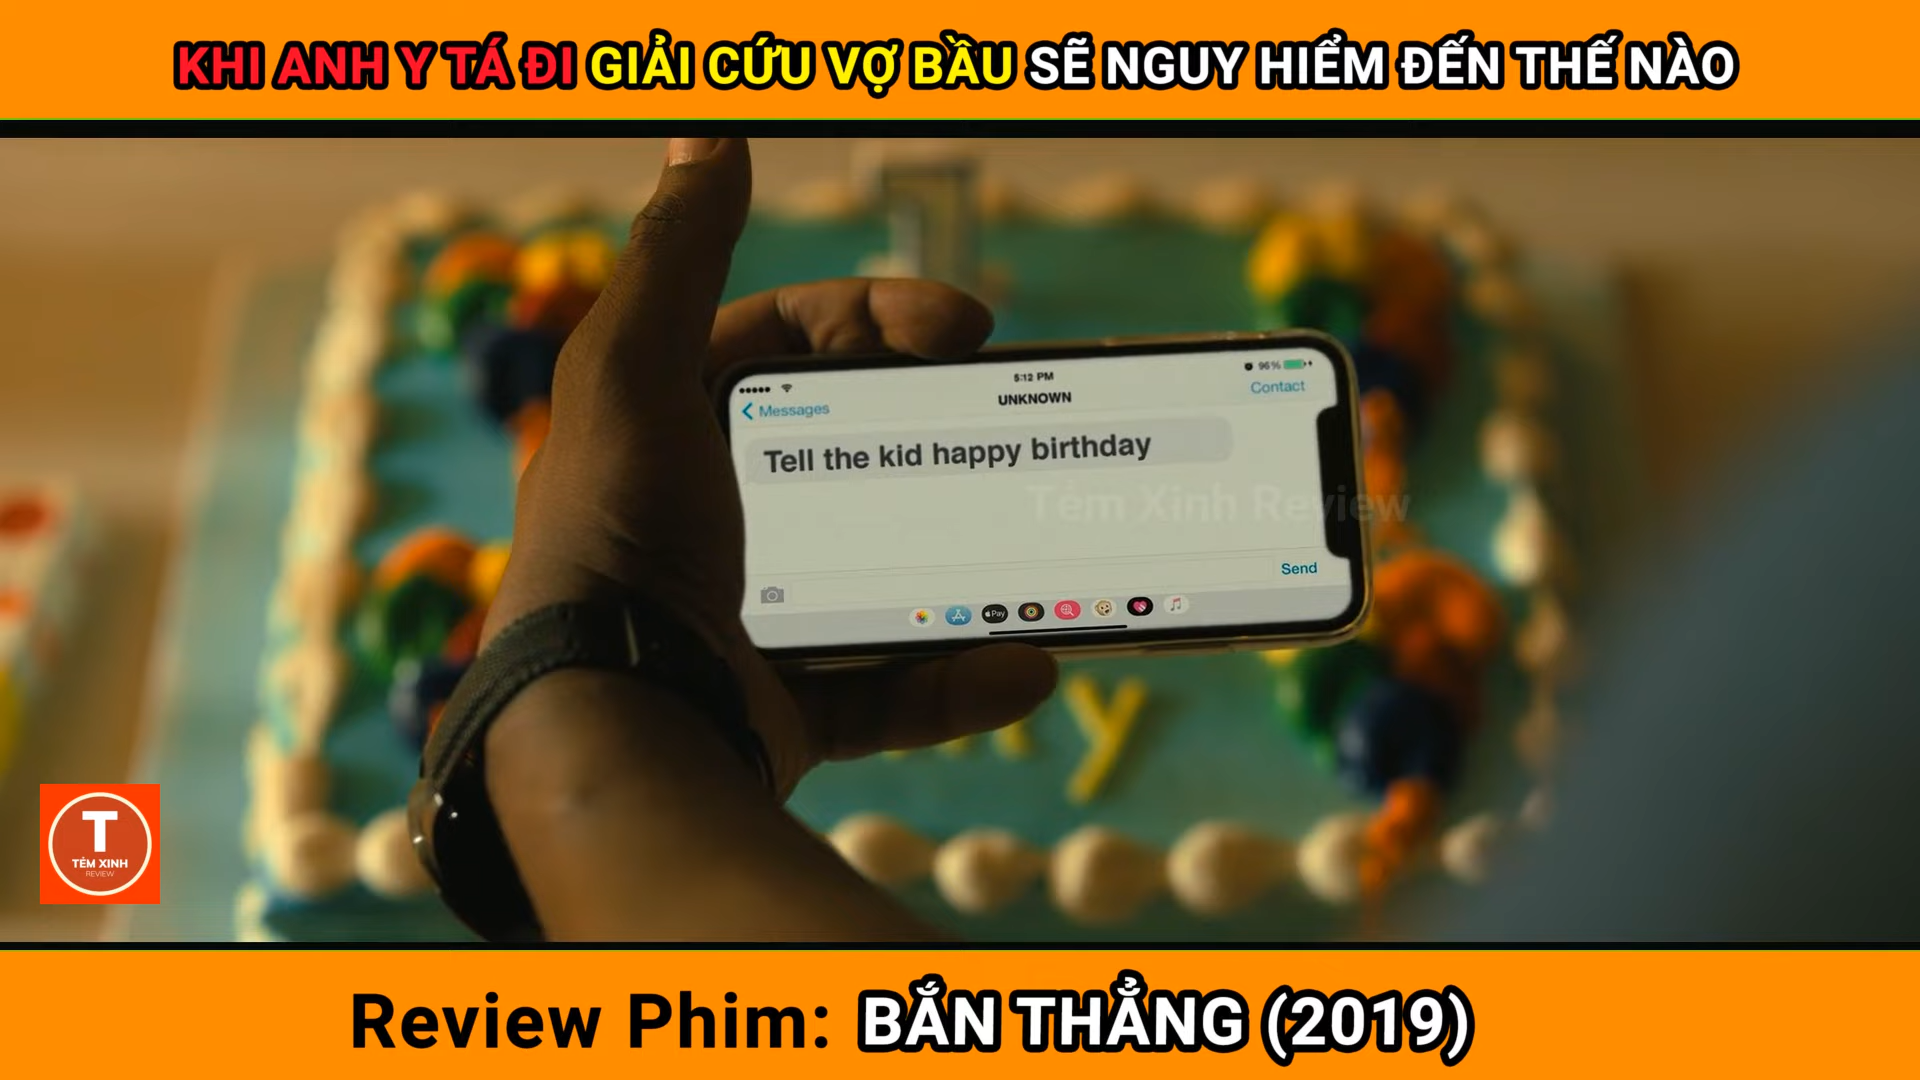 KHI ANH Y TÁ ĐI GIẢI CỨU VỢ BẦU SẼ NGUY HIỂM ĐẾN THẾ NÀO
5:12 PM
96%
Messages
UNKNOWN
Contact
Tell the kid happy birthday
Tém Xinh Review
Send
Pay
T
TÉM XINH
REVIEW
Review Phim: BẮN THẲNG (2019)